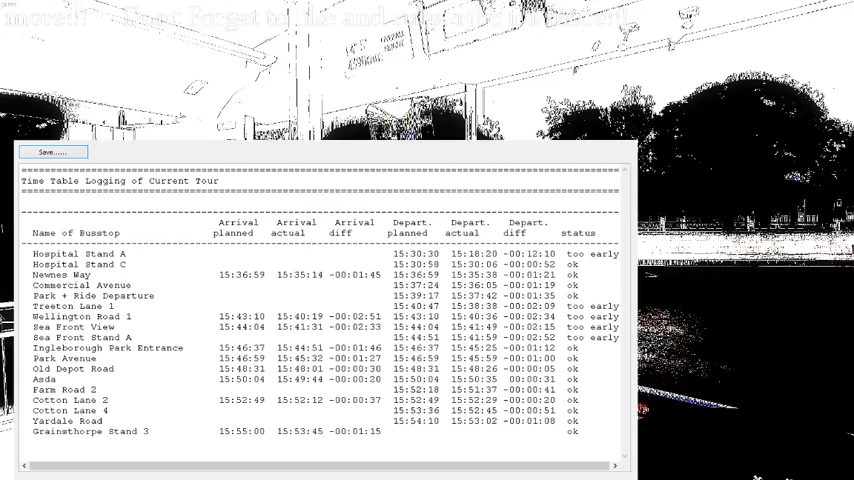 more!!! Dont Forget to like and subscribe for more!!!
Save......
Time Table Logging of Current Tour
Arrival Arrival Arrival Depart. Depart. Depart.
Name of Busstop planned actual diff planned actual diff status
Hospital Stand A 15:30:30 15:18:20 -00:12:10 too early
Hospital Stand C 15:30:58 15:30:06 -00:00:52 ok
Newnes Way 15:36:59 15:35:14 -00:01:45 15:36:59 15:35:38 -00:01:21 ok
Commercial Avenue 15:37:24 15:36:05 -00:01:19 ok
Park + Ride Departure 15:39:17 15:37:42 -00:01:35 ok
Treeton Lane 1 15:40:47 15:38:38 -00:02:09 too early
Wellington Road 1 15:43:10 15:40:19 -00:02:51 15:43:10 15:40:36 -00:02:34 too early
Sea Front View 15:44:04 15:41:31 -00:02:33 15:44:04 15:41:49 -00:02:15 too early
Sea Front Stand A 15:44:51 15:41:59 -00:02:52 too early
Ingleborough Park Entrance 15:46:37 15:44:51 -00:01:46 15:46:37 15:45:25 -00:01:12 ok
Park Avenue 15:46:59 15:45:32 -00:01:27 15:46:59 15:45:59 -00:01:00 ok
Old Depot Road 15:48:31 15:48:01 -00:00:30 15:48:31 15:48:26 -00:00:05 ok
Amda 15:50:04 15:49:44 -00:00:20 15:50:04 15:50:35 00:00:31 ok
Farm Road 2 15:52:18 15:51:37 -00:00:41 ok
Cotton Lane 2 15:52:49 15:52:12 -00:00:37 15:52:49 15:52:29 -00:00:20 ok
Cotton Lane 4 15:53:36 15:52:45 -00:00:51 ok
Yardale Road 15:54:10 15:53:02 -00:01:08 ok
Grainsthorpe Stand 3 15:55:00 15:53:45 -00:01:15 ok